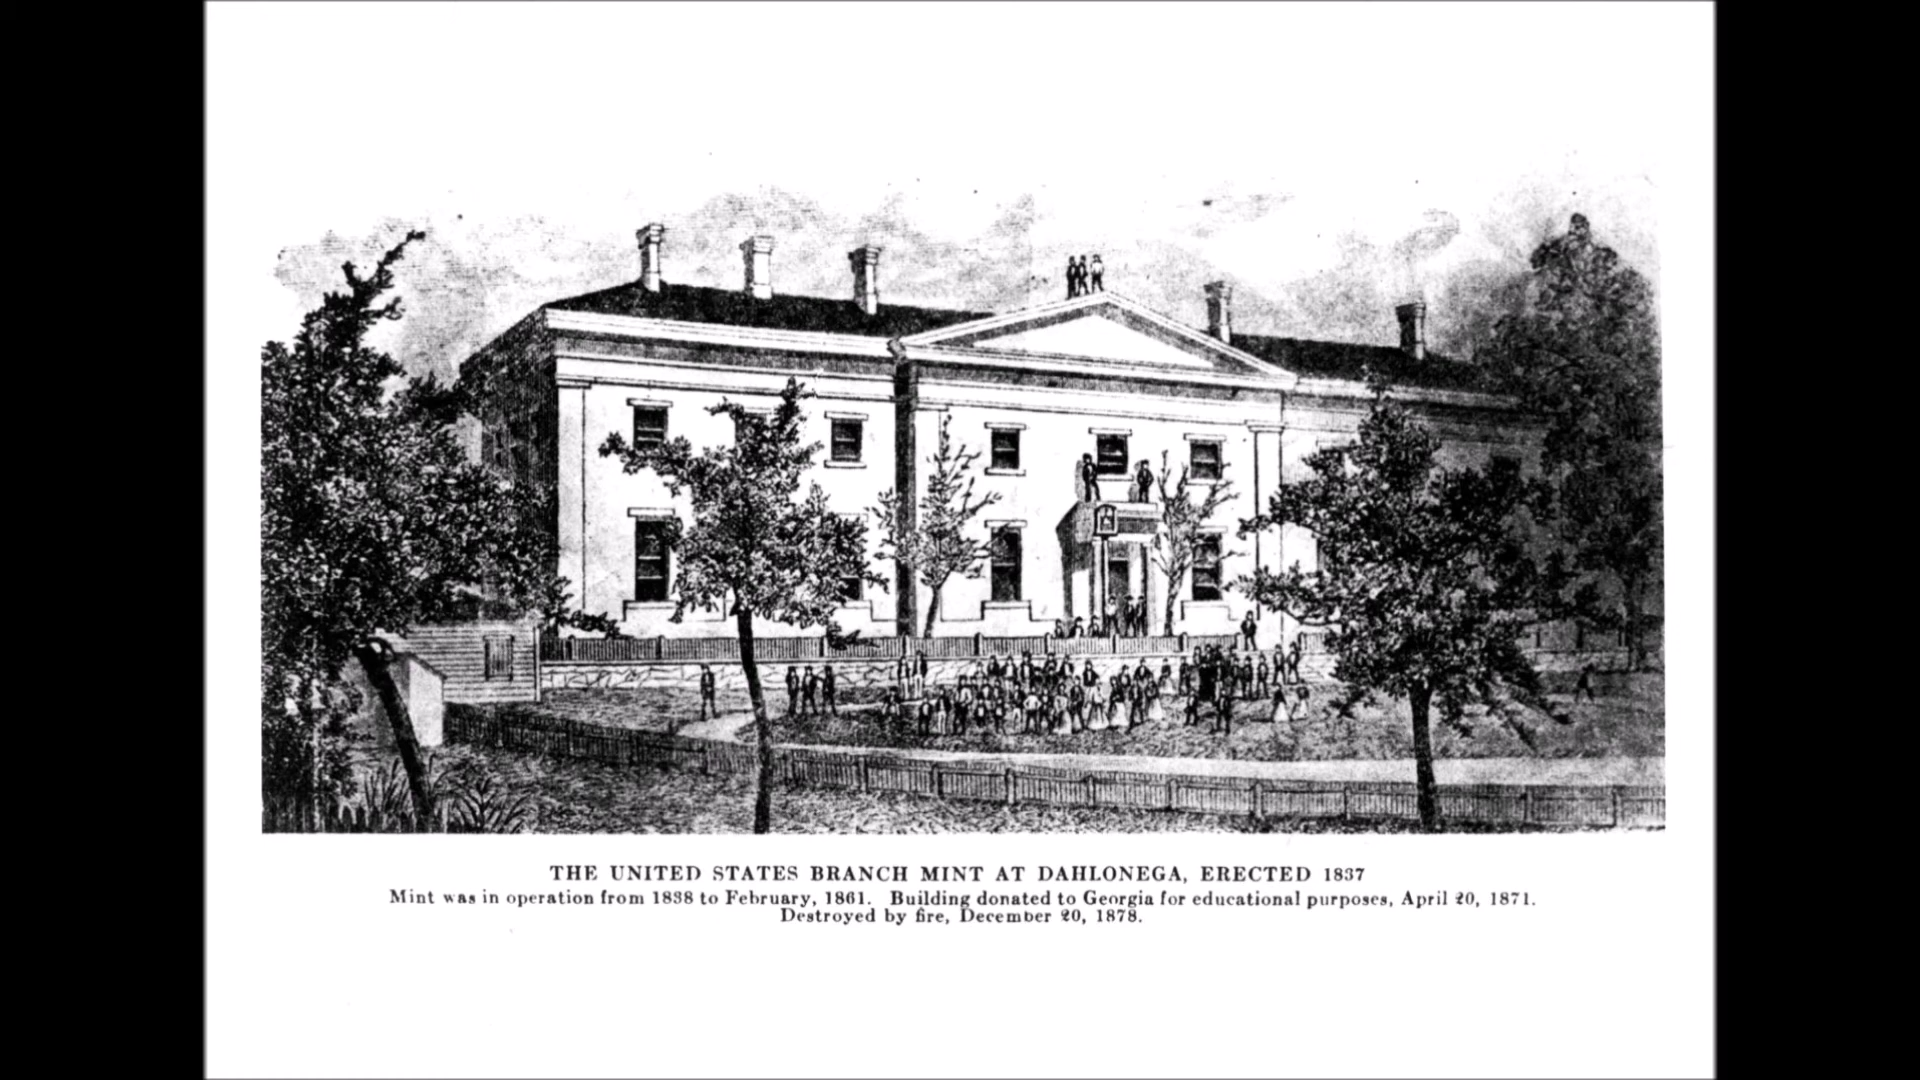 THE UNITED STATES BRANCH MINT AT DAHLONEGA, ERECTED 1837
Mint was in operation from 1838 to February, 1861. Building donated to Georgia for educational purposes, April 20, 1871.
Destroyed by fire, December 20, 1878.